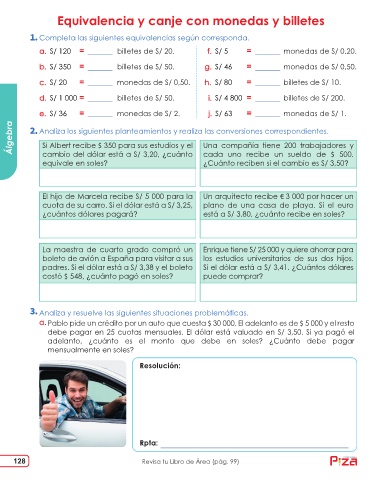 Equivalencia y canje con monedas y billetes
1. Completa las siguientes equivalencias según corresponda.
a. S/ 120 = ______ billetes de S/ 20.
b. S/ 350 = ______ billetes de S/ 50.
c. S/ 20 = ______ monedas de S/ 0,50.
d. S/ 1 000 = ______ billetes de S/ 50.
e. S/ 36 = ______ monedas de S/ 2.
f. S/ 5 = ______ monedas de S/ 0,20.
g. S/ 46 = ______ monedas de S/ 0,50.
h. S/ 80 = ______ billetes de S/ 10.
i. S/ 4 800 = ______ billetes de S/ 200.
j. S/ 63 = ______ monedas de S/ 1.
Álgebra
2. Analiza los siguientes planteamientos y realiza las conversiones correspondientes.
Si Albert recibe $ 350 para sus estudios y el
cambio del dólar está a S/ 3,20, ¿cuánto
equivale en soles?
Una compañía tiene 200 trabajadores y
cada uno recibe un sueldo de $ 500.
¿Cuánto reciben si el cambio es S/ 3,50?
El hijo de Marcela recibe S/ 5 000 para la
cuota de su carro. Si el dólar está a S/ 3,25,
¿cuántos dólares pagará?
Un arquitecto recibe € 3 000 por hacer un
plano de una casa de playa. Si el euro
está a S/ 3,80, ¿cuánto recibe en soles?
La maestra de cuarto grado compró un
boleto de avión a España para visitar a sus
padres. Si el dólar está a S/ 3,38 y el boleto
costó $ 548, ¿cuánto pagó en soles?
Enrique tiene S/ 25 000 y quiere ahorrar para
los estudios universitarios de sus dos hijos.
Si el dólar está a S/ 3,41, ¿Cuántos dólares
puede comprar?
3. Analiza y resuelve las siguientes situaciones problemáticas.
a. Pablo pide un crédito por un auto que cuesta $ 30 000. El adelanto es de $ 5 000 y el resto
debe pagar en 25 cuotas mensuales. El dólar está valuado en S/ 3,50. Si ya pagó el
adelanto, ¿cuánto es el monto que debe en soles? ¿Cuánto debe pagar
mensualmente en soles?
Resolución:
Rpta: ______
128
Revisa tu Libro de Área (pág. 99)